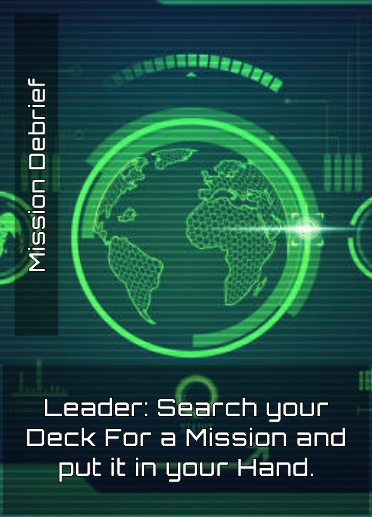 Mission Debrief
Leader: Search your
Deck For a Mission and
put it in your Hand.